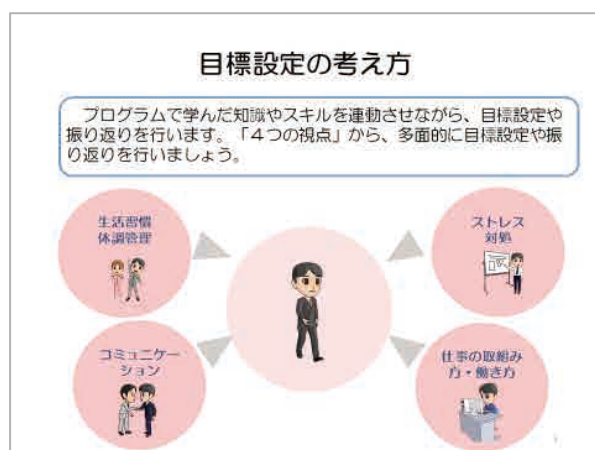 目標設定の考え方
プログラムで学んだ知識やスキルを連動させながら、目標設定や
振り返りを行います。「４つの視点」から、多面的に目標設定や振
り返りを行いましょう。
生活習慣
体調管理
ストレス
対処
コミュニケー
ション
仕事の取組み
方・働き方